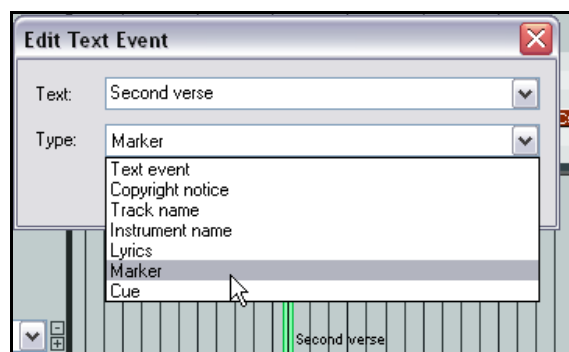 Edit Text Event
Text: Second verse
Type: Marker
Text event
Copyright notice
Track name
Instrument name
Lyrics
Marker
Cue
Second verse